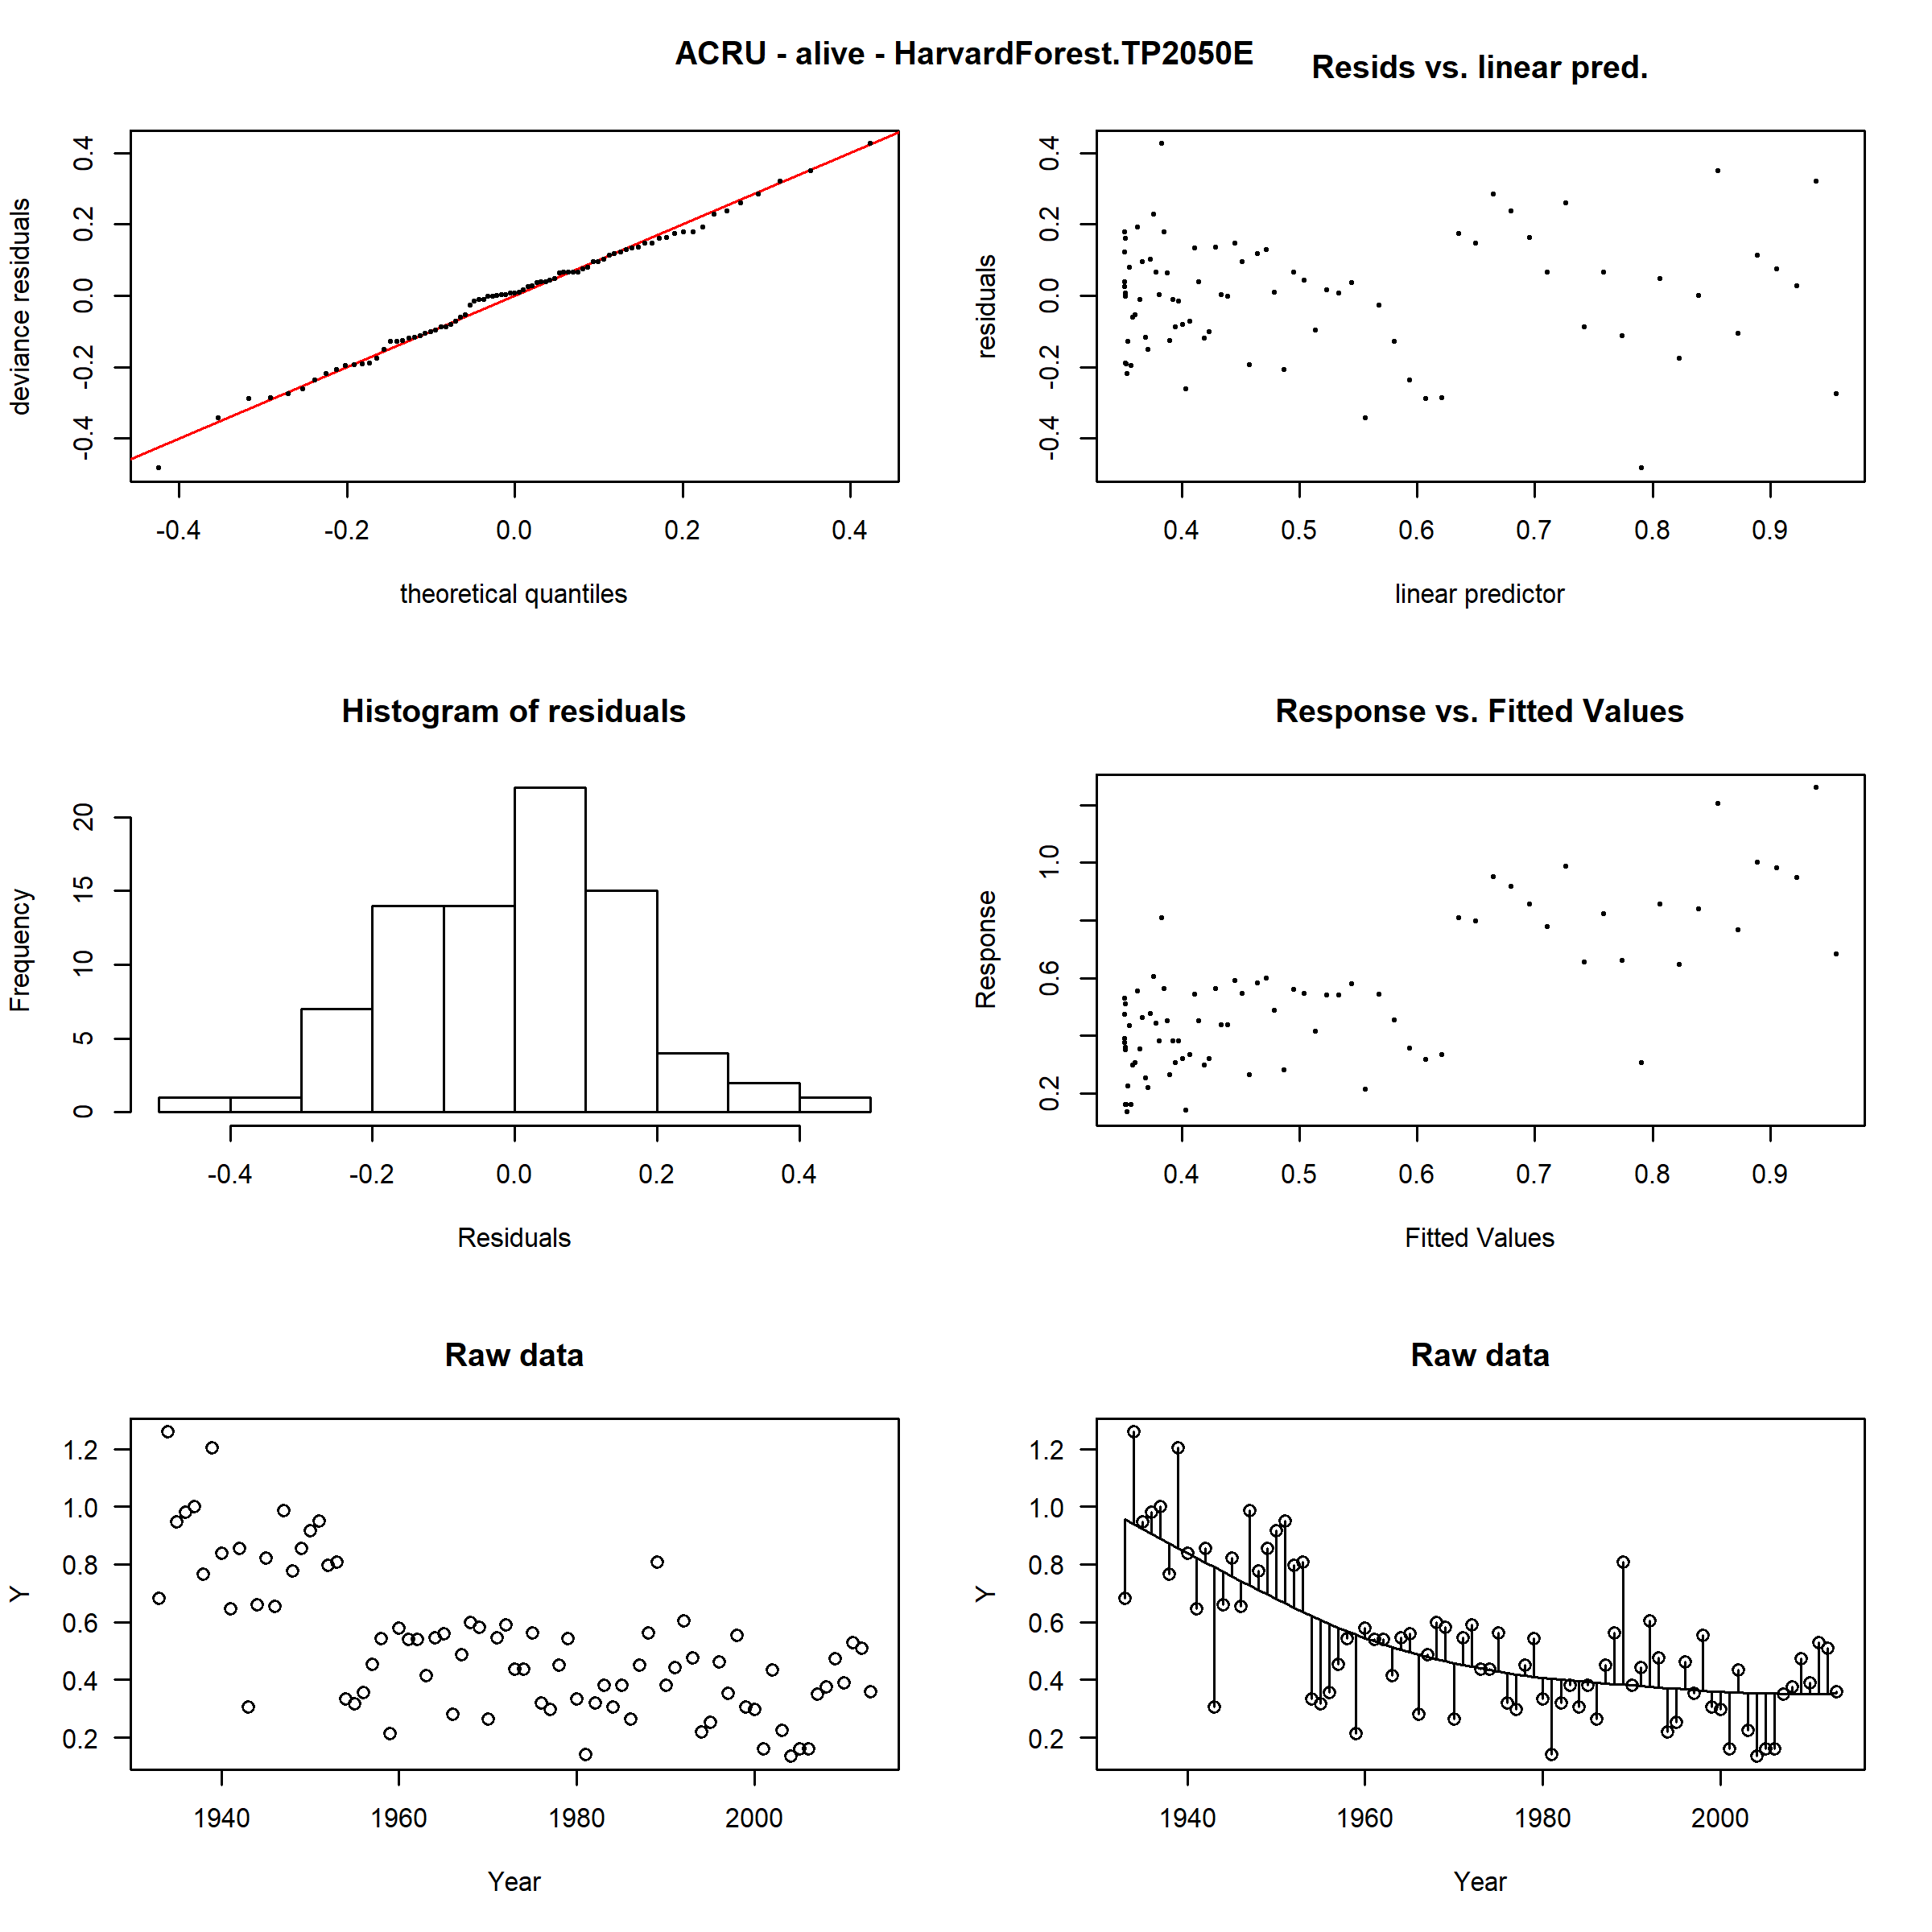 ACRU - alive - HarvardForest.TP2050E
Resids vs. linear pred.
deviance residuals
-0.4 -0.2 0.0 0.2 0.4
-0.4 -0.2 0.0 0.2 0.4
theoretical quantiles
residuals
-0.4 -0.2 0.0 0.2 0.4
0.4 0.5 0.6 0.7 0.8 0.9
linear predictor
Histogram of residuals
Frequency
0 5 10 15 20
-0.4 -0.2 0.0 0.2 0.4
Residuals
Response vs. Fitted Values
Response
0.2 0.6 1.0
0.4 0.5 0.6 0.7 0.8 0.9
Fitted Values
Raw data
Y
1.2
1.0
0.8
0.6
0.4
0.2
1940 1960 1980 2000
Year
Raw data
Y
1.2
1.0
0.8
0.6
0.4
0.2
1940 1960 1980 2000
Year